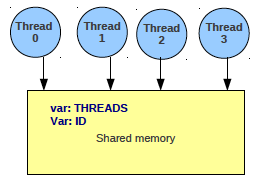 Thread
0
Thread
1
Thread
2
Thread
3
var: THREADS
Var: ID
Shared memory